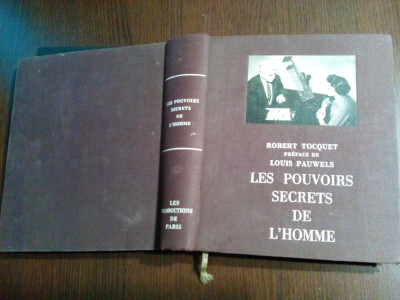 LES POUVOIRS
SECRETS
DE
L'HOMME
LES
PRODUCTIONS
DE
PARIS
ROBERT TOCQUET
PRÉFACE DE
LOUIS PAUWELS
LES POUVOIRS
SECRETS
DE
L'HOMME